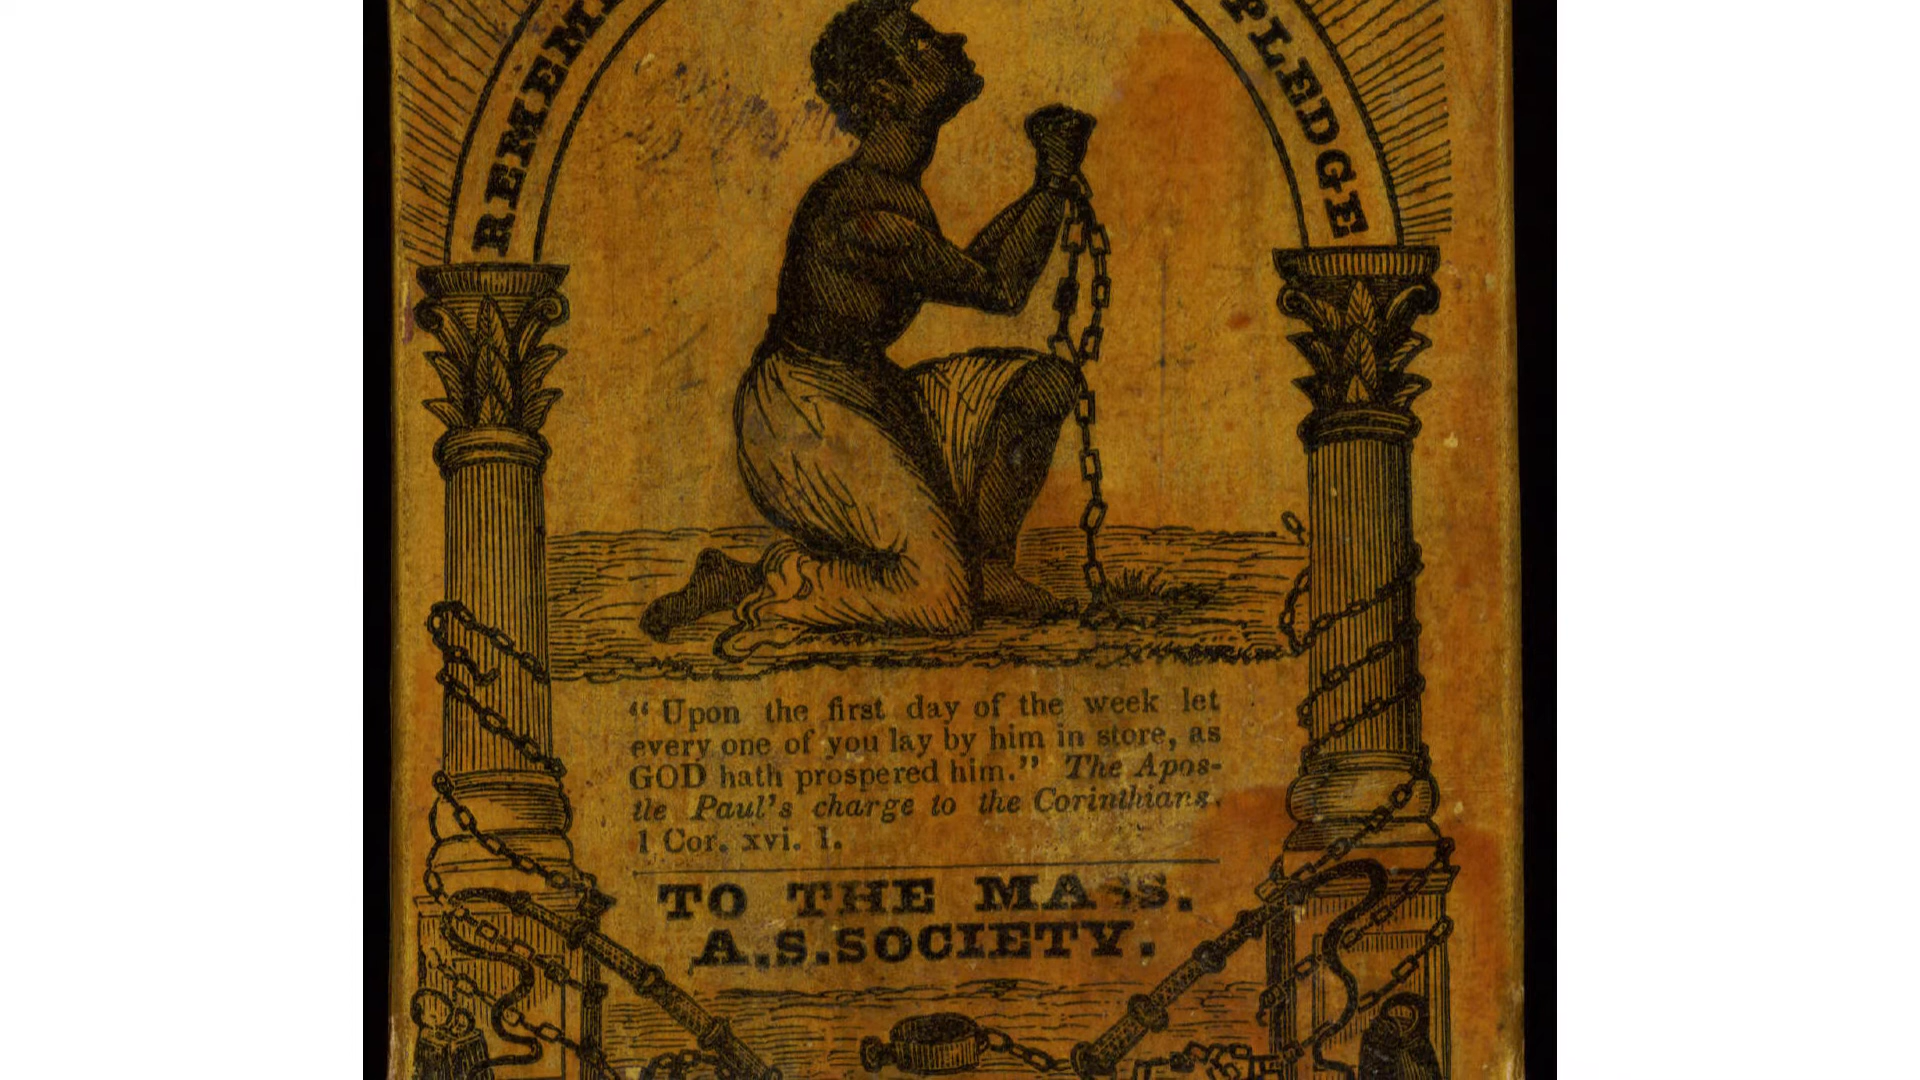 REMEM
PLEDGE
“ Upon the first day of the week let
every one of you lay by him in store, as
GOD hath prospered him.” The Apos-
tle Paul's charge to the Corinthians.
1 Cor. xvi. 1.
TO THE MASS.
A.S.SOCIETY.